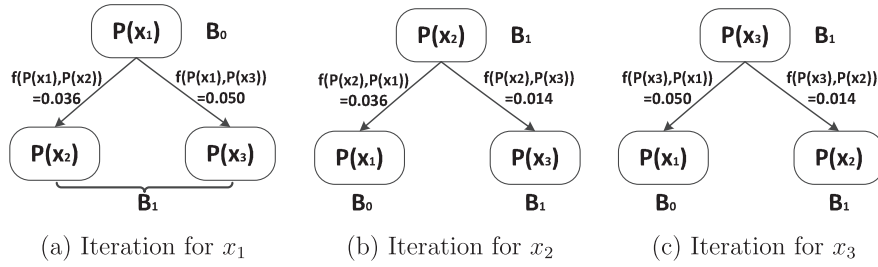 P(x₁) B₀
f(P(x1),P(x2))
=0.036
f(P(x1),P(x3))
=0.050
P(x₂) P(x₃)
B₁
(a) Iteration for x₁
P(x₂) B₁
f(P(x2),P(x1))
=0.036
f(P(x2),P(x3))
=0.014
P(x₁) P(x₃)
B₀ B₁
(b) Iteration for x₂
P(x₃) B₁
f(P(x3),P(x1))
=0.050
f(P(x3),P(x2))
=0.014
P(x₁) P(x₂)
B₀ B₁
(c) Iteration for x₃